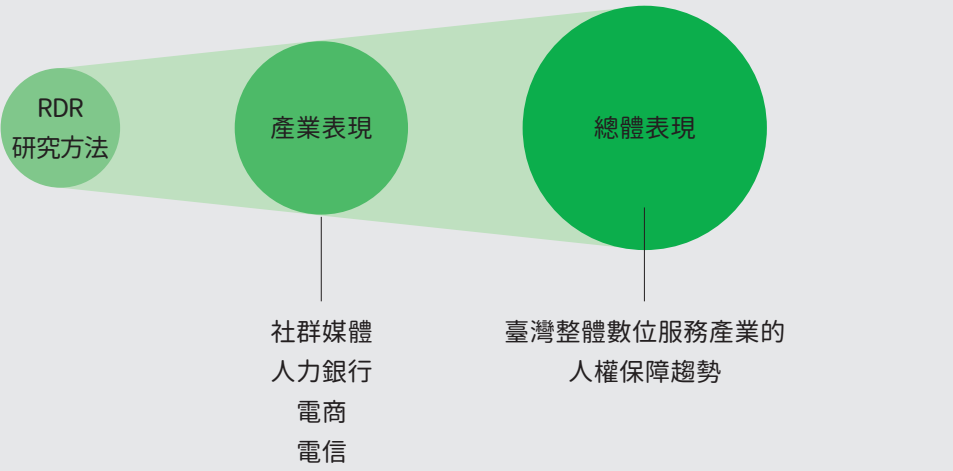 RDR
研究方法
產業表現
總體表現
社群媒體
人力銀行
電商
電信
臺灣整體數位服務產業的
人權保障趨勢